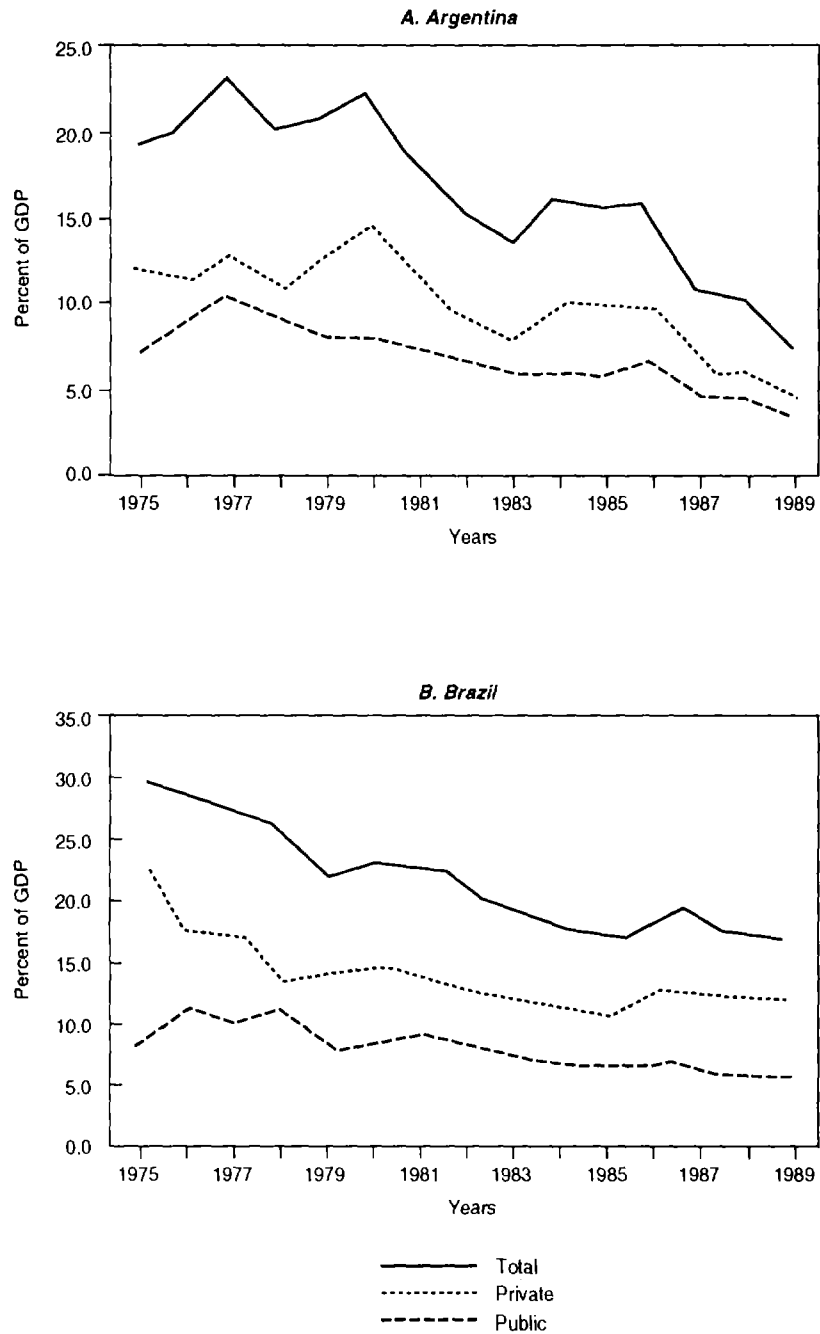 A. Argentina
25.0
20.0
15.0
10.0
5.0
0.0
Percent of GDP
1975 1977 1979 1981 1983 1985 1987 1989
Years
B. Brazil
35.0
30.0
25.0
20.0
15.0
10.0
5.0
0.0
Percent of GDP
1975 1977 1979 1981 1983 1985 1987 1989
Years
Total
Private
Public